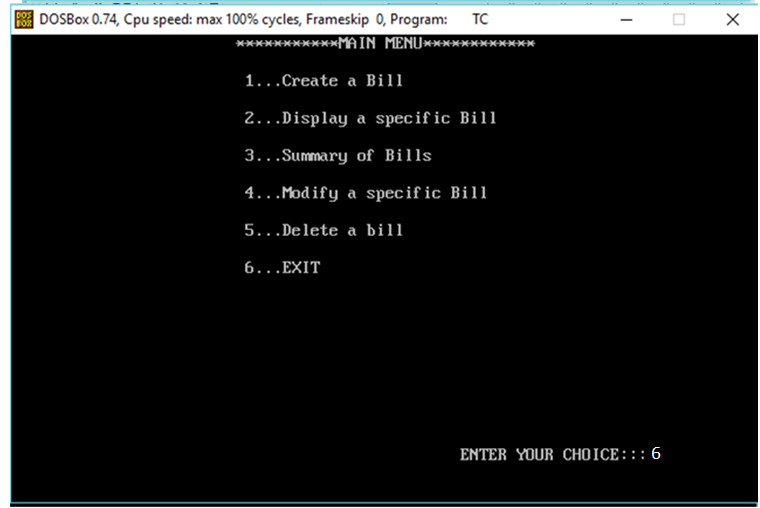 DOS
BOX
DOSBox 0.74, Cpu speed: max 100% cycles, Frameskip 0, Program: TC
***********MAIN MENU************
1...Create a Bill
2...Display a specific Bill
3...Summary of Bills
4...Modify a specific Bill
5...Delete a bill
6...EXIT
ENTER YOUR CHOICE::: 6